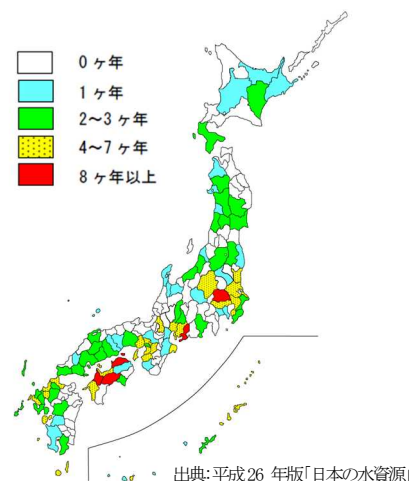 0ヶ年
1ヶ年
2～3ヶ年
4～7ヶ年
8ヶ年以上
出典:平成26 年版「日本の水資源」